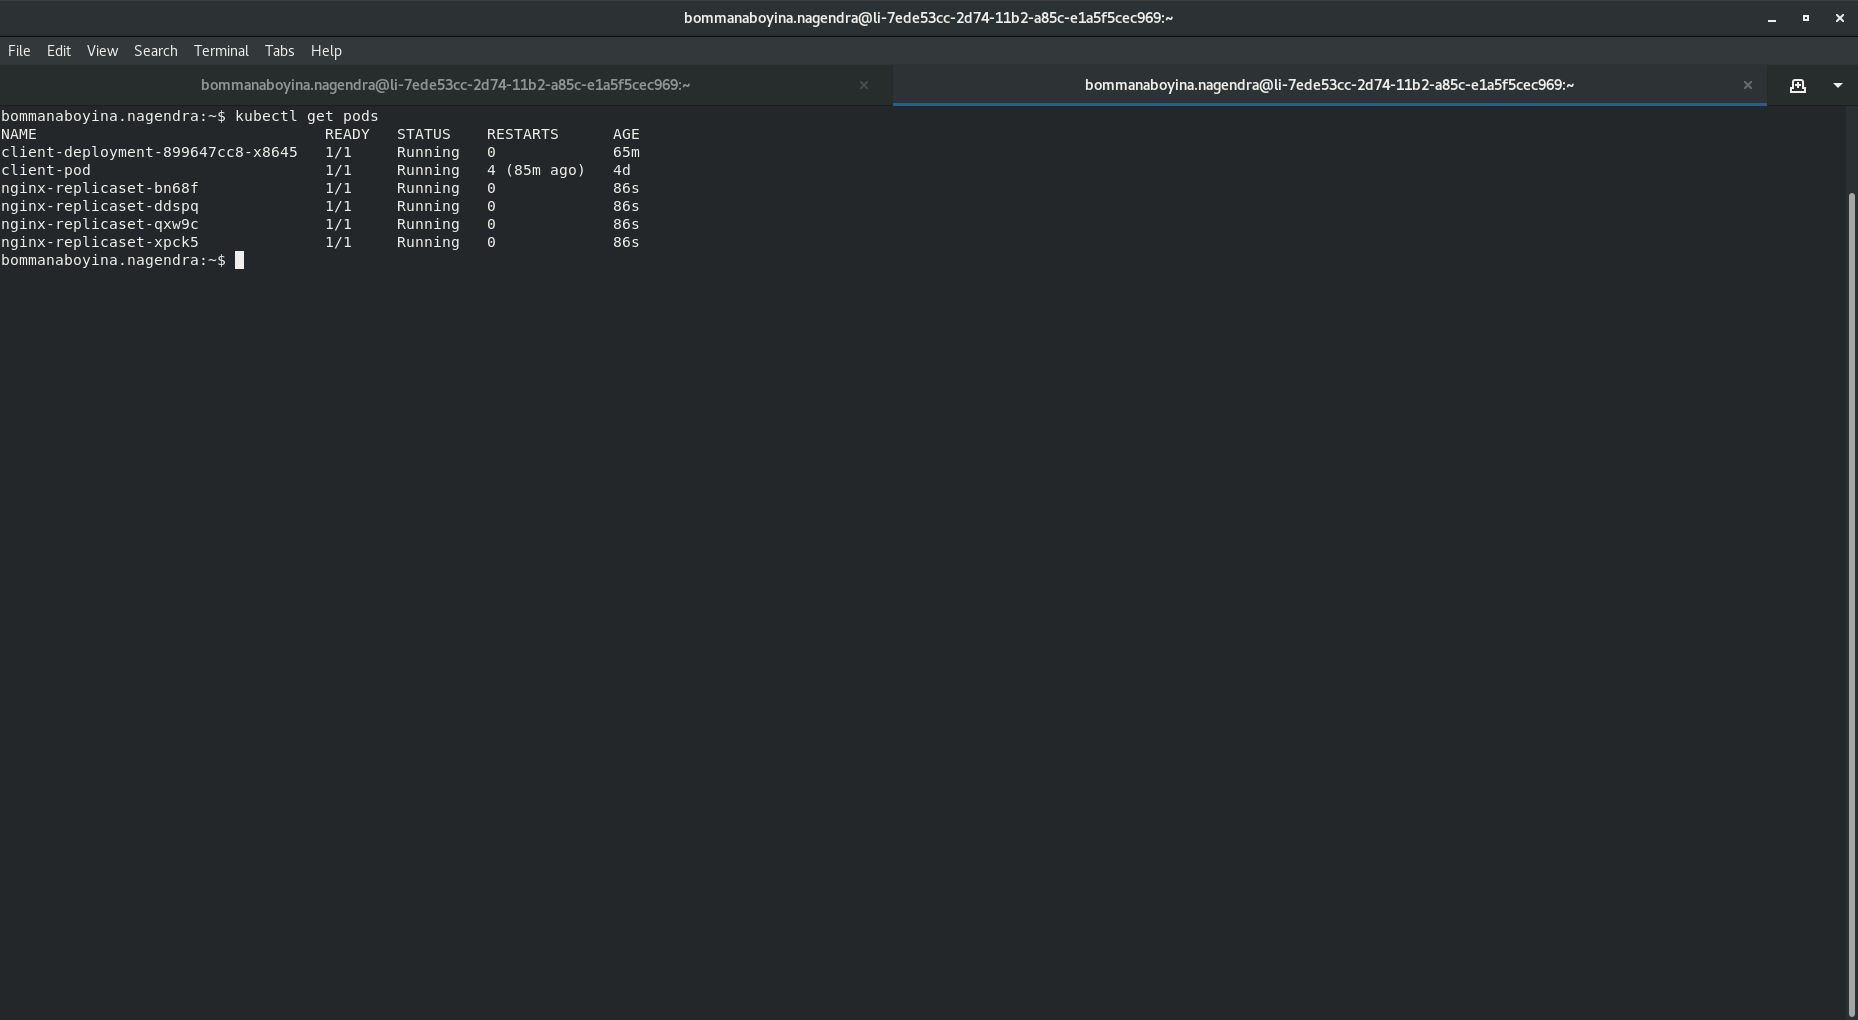 bommanaboyina.nagendra@li-7ede53cc-2d74-11b2-a85c-e1a5f5cec969:~
File Edit View Search Terminal Tabs Help
bommanaboyina.nagendra@li-7ede53cc-2d74-11b2-a85c-e1a5f5cec969:~ bommanaboyina.nagendra@li-7ede53cc-2d74-11b2-a85c-e1a5f5cec969:~
bommanaboyina.nagendra:~$ kubectl get pods
NAME READY STATUS RESTARTS AGE
client-deployment-899647cc8-x8645 1/1 Running 0 65m
client-pod 1/1 Running 4 (85m ago) 4d
nginx-replicaset-bn68f 1/1 Running 0 86s
nginx-replicaset-ddspq 1/1 Running 0 86s
nginx-replicaset-qxw9c 1/1 Running 0 86s
nginx-replicaset-xpck5 1/1 Running 0 86s
bommanaboyina.nagendra:~$